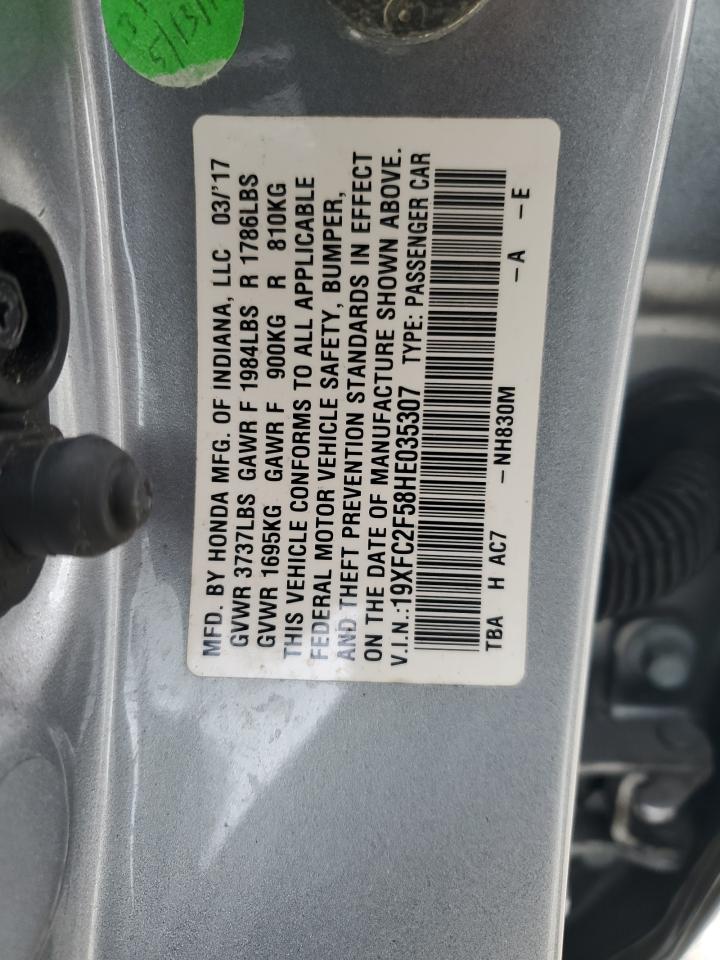 5/13/
MFD. BY HONDA MFG. OF INDIANA, LLC 03/'17
GVWR 3737LBS GAWR F 1984LBS R 1786LBS
GVWR 1695KG GAWR F 900KG R 810KG
THIS VEHICLE CONFORMS TO ALL APPLICABLE
FEDERAL MOTOR VEHICLE SAFETY, BUMPER,
AND THEFT PREVENTION STANDARDS IN EFFECT
ON THE DATE OF MANUFACTURE SHOWN ABOVE.
V.I.N.:19XFC2F58HE035307 TYPE: PASSENGER CAR
TBA H AC7 - NH830M - A - E